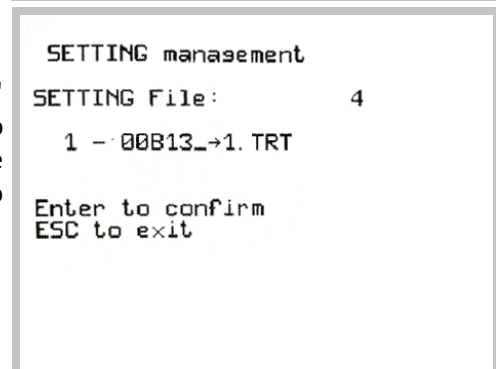 SETTING management
SETTING File: 4
1 - 00B13_→1.TRT
Enter to confirm
ESC to exit